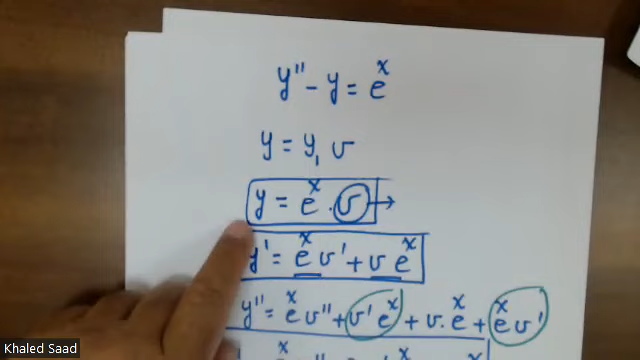 y'' - y = e^x
y = y₁ v
y = e^x · v →
y' = e^x v' + v e^x
y'' = e^x v'' + v' e^x + v · e^x + e^x v'
Khaled Saad